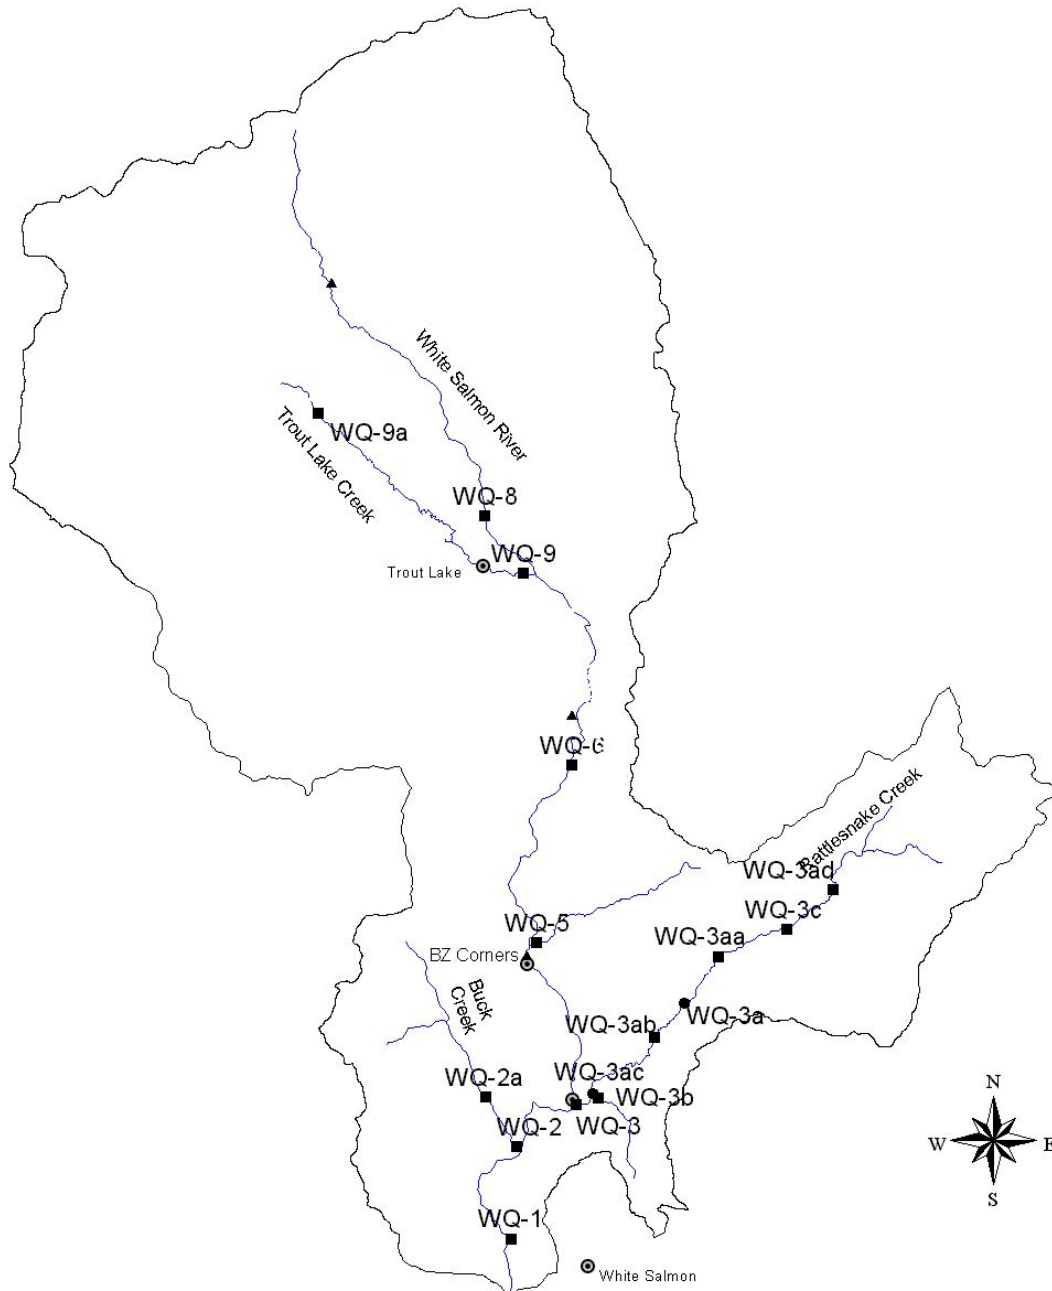 White Salmon River
WQ-9a
Trout Lake Creek
WQ-8
WQ-9
Trout Lake
WQ-6
Rattlesnake Creek
WQ-3ad
WQ-3c
WQ-5
WQ-3aa
BZ Corners
Buck
Creek
WQ-3a
WQ-3ab
WQ-3ac
WQ-2a
WQ-3b
WQ-3
WQ-2
N
W
E
S
WQ-1
White Salmon